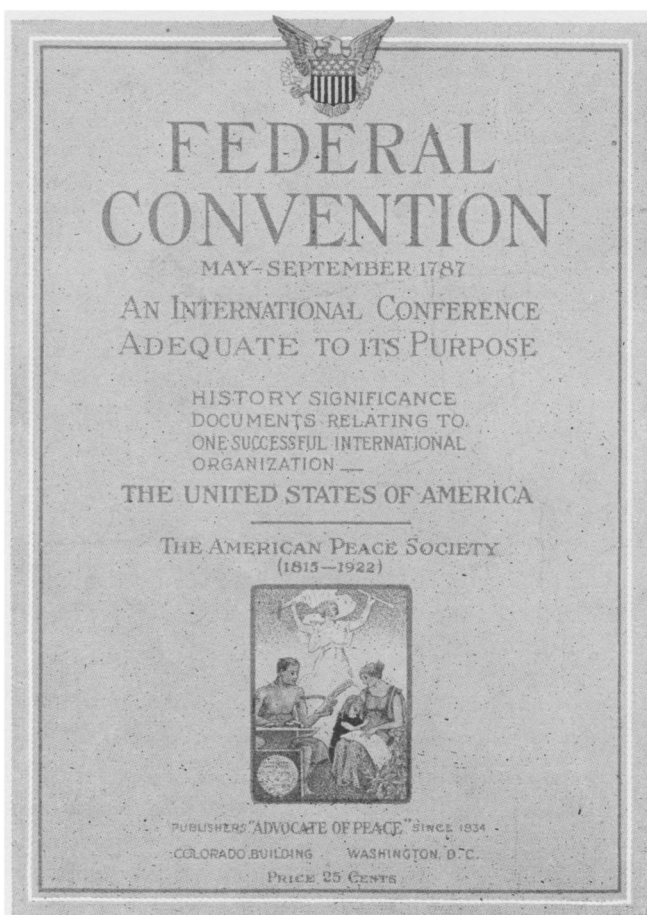 FEDERAL
CONVENTION
MAY-SEPTEMBER 1787
AN INTERNATIONAL CONFERENCE
ADEQUATE TO ITS PURPOSE
HISTORY SIGNIFICANCE
DOCUMENTS RELATING TO
ONE SUCCESSFUL INTERNATIONAL
ORGANIZATION —
THE UNITED STATES OF AMERICA
THE AMERICAN PEACE SOCIETY
(1815—1922)
PUBLISHERS "ADVOCATE OF PEACE" SINCE 1834
COLORADO BUILDING WASHINGTON, D. C.
PRICE 25 CENTS